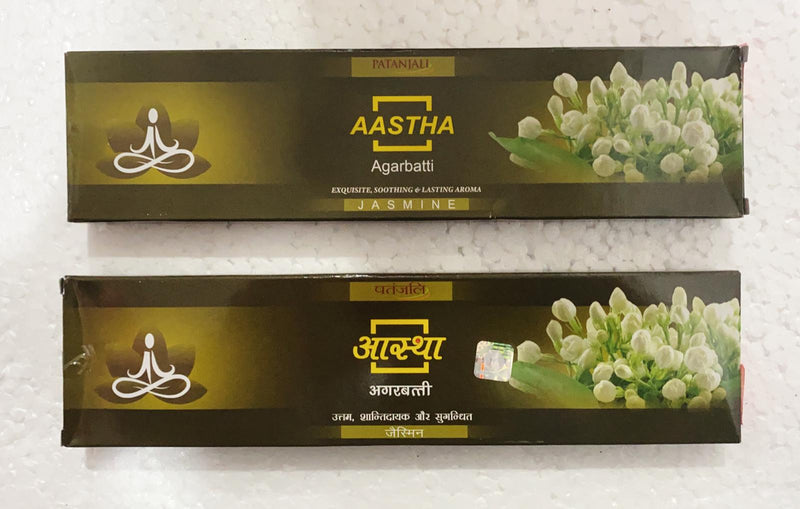 PATANJALI
AASTHA
Agarbatti
EXQUISITE, SOOTHING & LASTING AROMA
JASMINE
पतंजलि
आस्था
अगरबत्ती
उत्तम, शान्तिदायक और सुगन्धित
जैस्मिन